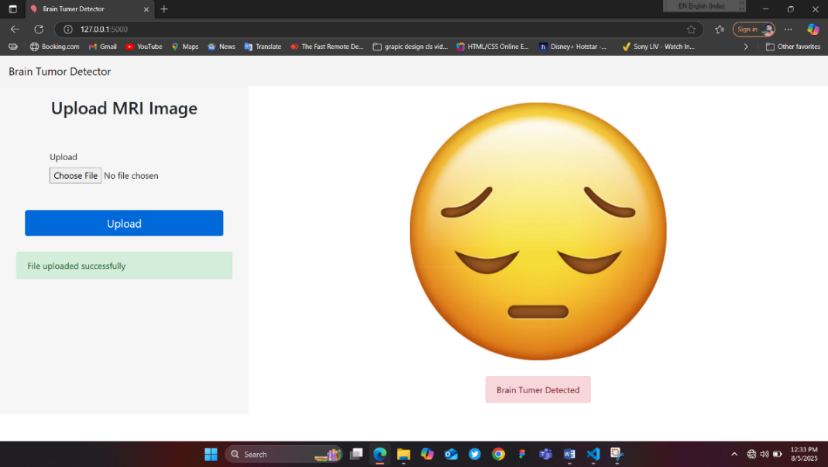 Brain Tumer Detector
EN English (India)
127.0.0.1:5000
Sign in
Booking.com
Gmail
YouTube
Maps
News
Translate
The Fast Remote De...
grapic design cls vid...
HTML/CSS Online E...
Disney+ Hotstar -...
Sony LIV - Watch In...
Other favorites
Brain Tumor Detector
Upload MRI Image
Upload
Choose File No file chosen
Upload
File uploaded successfully
Brain Tumer Detected
Search
12:33 PM
8/5/2025